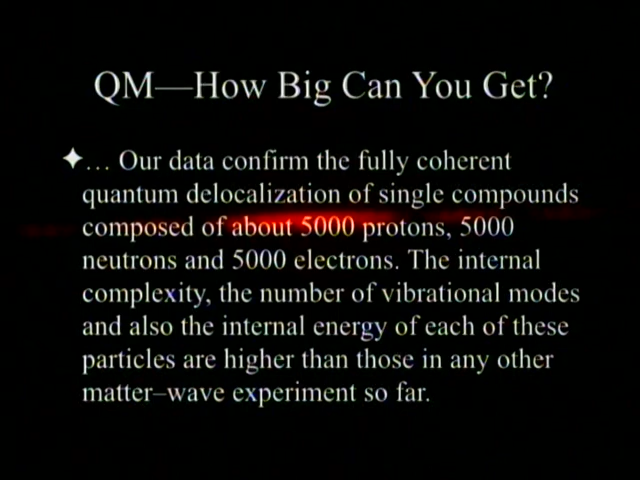 QM—How Big Can You Get?
… Our data confirm the fully coherent
quantum delocalization of single compounds
composed of about 5000 protons, 5000
neutrons and 5000 electrons. The internal
complexity, the number of vibrational modes
and also the internal energy of each of these
particles are higher than those in any other
matter–wave experiment so far.